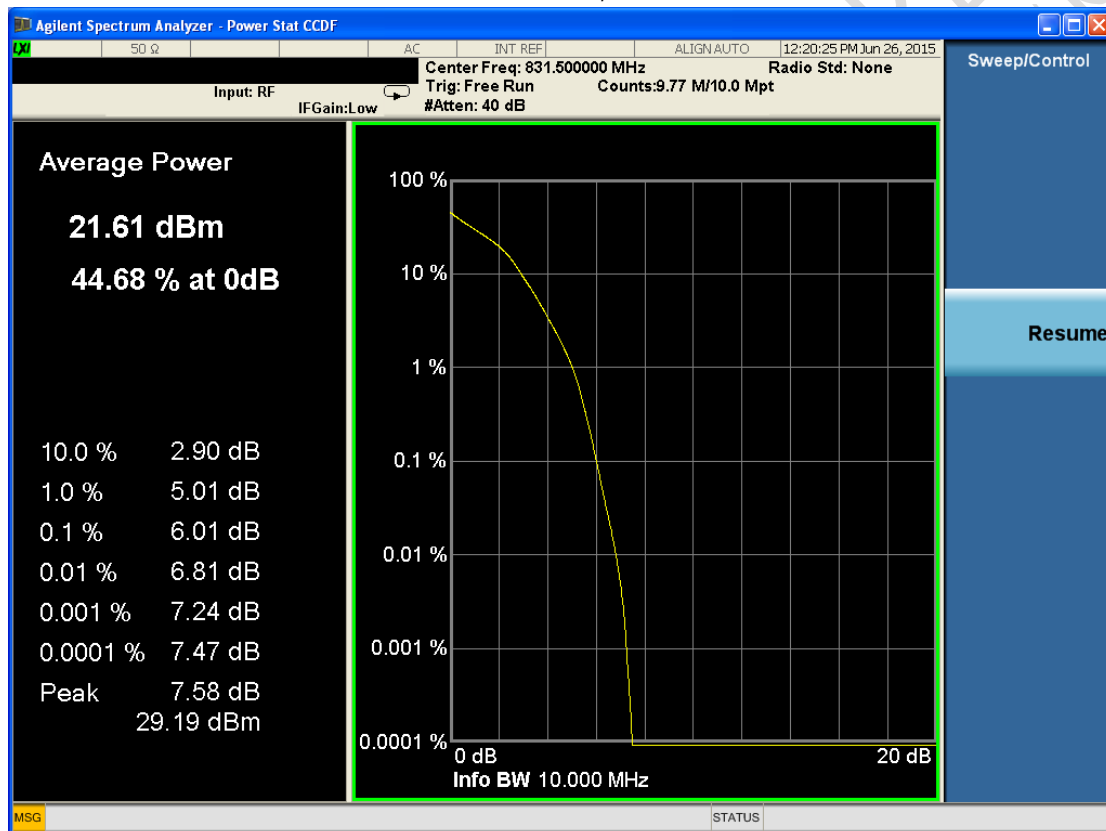 Agilent Spectrum Analyzer - Power Stat CCDF
LXI 50 Ω AC INT REF ALIGN AUTO 12:20:25 PM Jun 26, 2015
Center Freq: 831.500000 MHz Radio Std: None
Input: RF Trig: Free Run Counts:9.77 M/10.0 Mpt
IFGain:Low #Atten: 40 dB
Sweep/Control
Resume
Average Power
21.61 dBm
44.68 % at 0dB
10.0 % 2.90 dB
1.0 % 5.01 dB
0.1 % 6.01 dB
0.01 % 6.81 dB
0.001 % 7.24 dB
0.0001 % 7.47 dB
Peak 7.58 dB
29.19 dBm
100 %
10 %
1 %
0.1 %
0.01 %
0.001 %
0.0001 %
0 dB 20 dB
Info BW 10.000 MHz
MSG STATUS